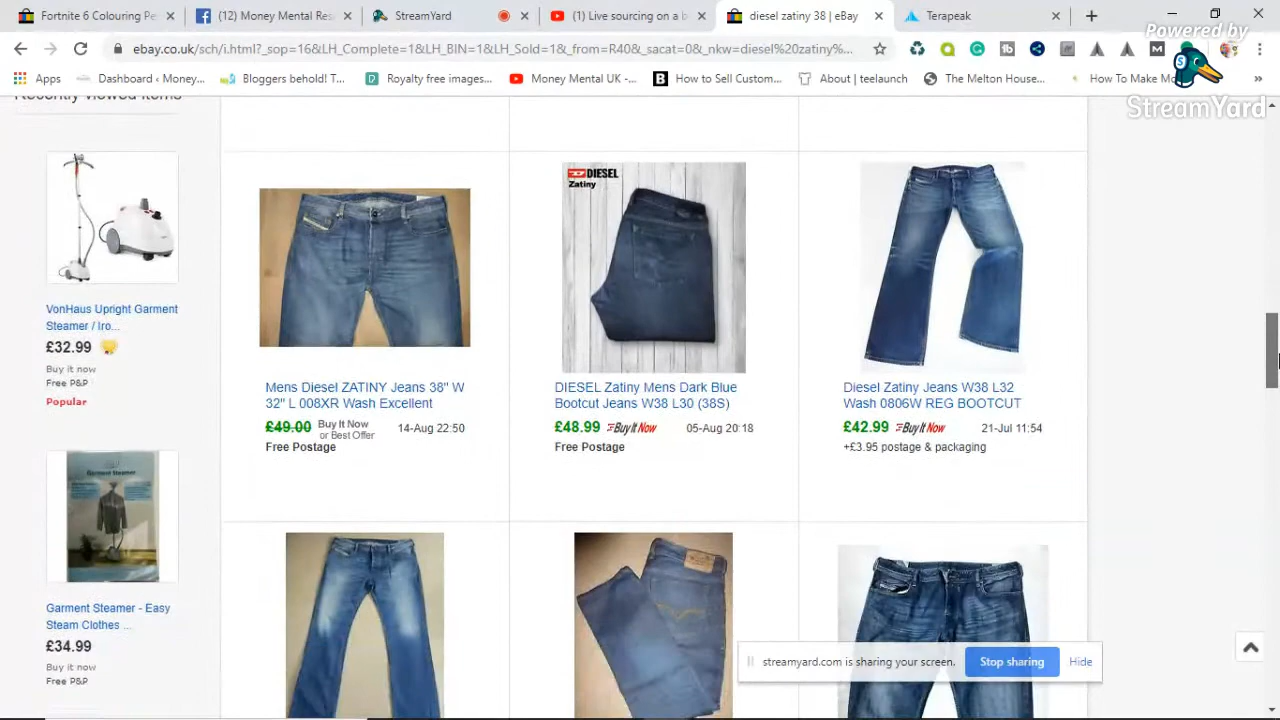 Fortnite 6 Colouring Pe
(12) Money Mental Res
StreamYard
(1) Live sourcing on a b
diesel zatiny 38 | eBay
Terapeak
ebay.co.uk/sch/i.html?_sop=16&LH_Complete=1&LH_BIN=1&LH_Sold=1&_from=R40&_sacat=0&_nkw=diesel%20zatiny%...
Powered by
StreamYard
Apps
Dashboard ‹ Money...
Bloggers behold! 'T...
Royalty free images...
Money Mental UK -...
How to Sell Custom...
About | teelaunch
The Melton House...
How To Make Mo
Recently viewed items
VonHaus Upright Garment
Steamer / Iro...
£32.99
Buy it now
Free P&P
Popular
Garment Steamer - Easy
Steam Clothes ...
£34.99
Buy it now
Free P&P
Mens Diesel ZATINY Jeans 38" W
32" L 008XR Wash Excellent
£49.00
Buy It Now
or Best Offer
14-Aug 22:50
Free Postage
DIESEL
Zatiny
DIESEL Zatiny Mens Dark Blue
Bootcut Jeans W38 L30 (38S)
£48.99
Buy It Now
05-Aug 20:18
Free Postage
Diesel Zatiny Jeans W38 L32
Wash 0806W REG BOOTCUT
£42.99
Buy It Now
21-Jul 11:54
+£3.95 postage & packaging
streamyard.com is sharing your screen.
Stop sharing
Hide